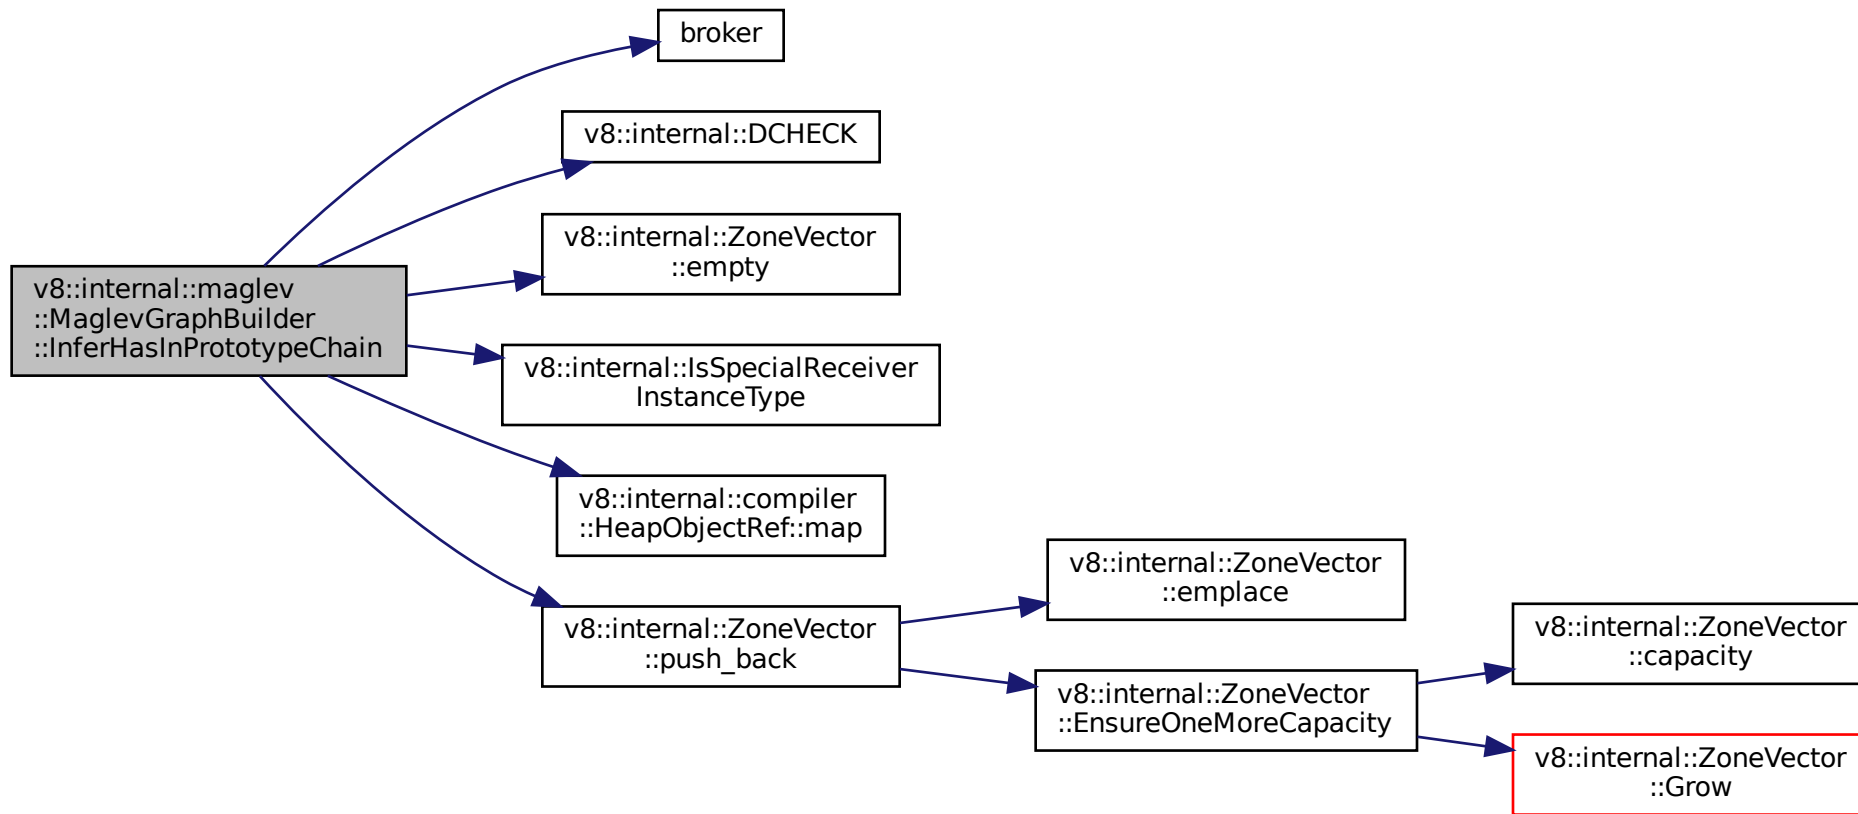 broker
v8::internal::DCHECK
v8::internal::ZoneVector
::empty
v8::internal::maglev
::MaglevGraphBuilder
::InferHasInPrototypeChain
v8::internal::IsSpecialReceiver
InstanceType
v8::internal::compiler
::HeapObjectRef::map
v8::internal::ZoneVector
::push_back
v8::internal::ZoneVector
::emplace
v8::internal::ZoneVector
::EnsureOneMoreCapacity
v8::internal::ZoneVector
::capacity
v8::internal::ZoneVector
::Grow